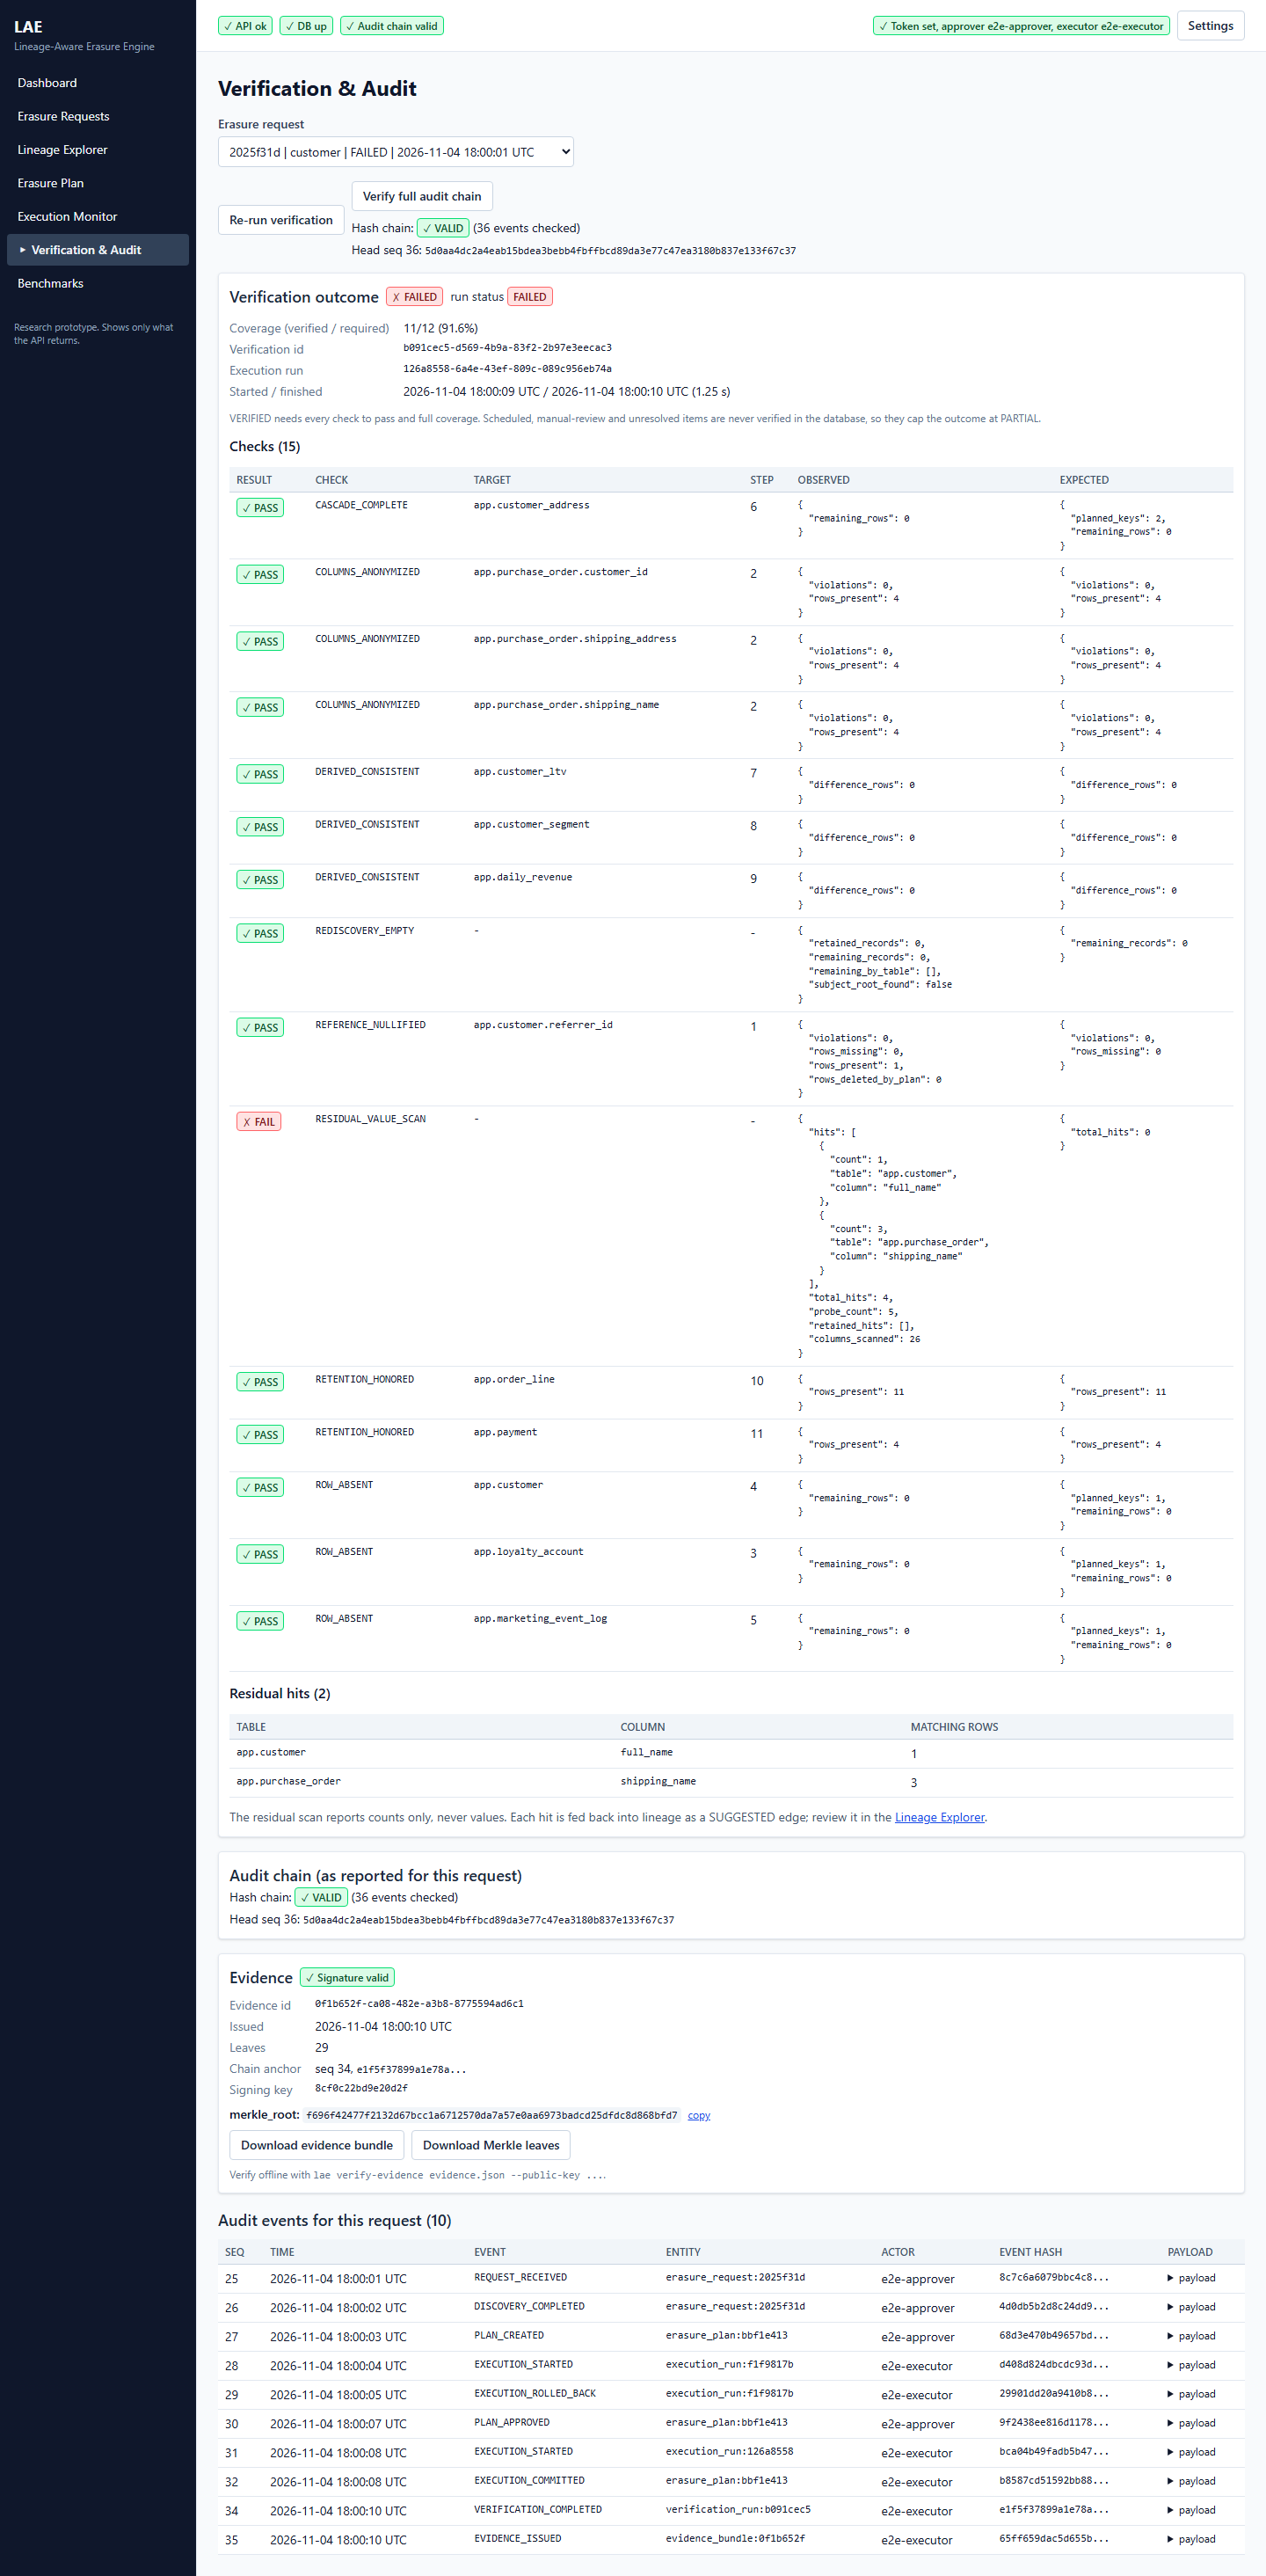 LAE
Lineage-Aware Erasure Engine
Dashboard
Erasure Requests
Lineage Explorer
Erasure Plan
Execution Monitor
▸ Verification & Audit
Benchmarks
Research prototype. Shows only what
the API returns.
✓ API ok ✓ DB up ✓ Audit chain valid
✓ Token set, approver e2e-approver, executor e2e-executor Settings
Verification & Audit
Erasure request
2025f31d | customer | FAILED | 2026-11-04 18:00:01 UTC
Re-run verification
Verify full audit chain
Hash chain: ✓ VALID (36 events checked)
Head seq 36: 5d0aa4dc2a4eab15bdea3bebb4fbffbcd89da3e77c47ea3180b837e133f67c37
Verification outcome ✗ FAILED run status FAILED
Coverage (verified / required) 11/12 (91.6%)
Verification id b091cec5-d569-4b9a-83f2-2b97e3eecac3
Execution run 126a8558-6a4e-43ef-809c-089c956eb74a
Started / finished 2026-11-04 18:00:09 UTC / 2026-11-04 18:00:10 UTC (1.25 s)
VERIFIED needs every check to pass and full coverage. Scheduled, manual-review and unresolved items are never verified in the database, so they cap the outcome at PARTIAL.
Checks (15)
RESULT CHECK TARGET STEP OBSERVED EXPECTED
✓ PASS CASCADE_COMPLETE app.customer_address 6 { {
"remaining_rows": 0 "planned_keys": 2,
} "remaining_rows": 0
}
✓ PASS COLUMNS_ANONYMIZED app.purchase_order.customer_id 2 { {
"violations": 0, "violations": 0,
"rows_present": 4 "rows_present": 4
} }
✓ PASS COLUMNS_ANONYMIZED app.purchase_order.shipping_address 2 { {
"violations": 0, "violations": 0,
"rows_present": 4 "rows_present": 4
} }
✓ PASS COLUMNS_ANONYMIZED app.purchase_order.shipping_name 2 { {
"violations": 0, "violations": 0,
"rows_present": 4 "rows_present": 4
} }
✓ PASS DERIVED_CONSISTENT app.customer_ltv 7 { {
"difference_rows": 0 "difference_rows": 0
} }
✓ PASS DERIVED_CONSISTENT app.customer_segment 8 { {
"difference_rows": 0 "difference_rows": 0
} }
✓ PASS DERIVED_CONSISTENT app.daily_revenue 9 { {
"difference_rows": 0 "difference_rows": 0
} }
✓ PASS REDISCOVERY_EMPTY - - { {
"retained_records": 0, "remaining_records": 0
"remaining_records": 0, }
"remaining_by_table": [],
"subject_root_found": false
}
✓ PASS REFERENCE_NULLIFIED app.customer.referrer_id 1 { {
"violations": 0, "violations": 0,
"rows_missing": 0, "rows_missing": 0
"rows_present": 1, }
"rows_deleted_by_plan": 0
}
✗ FAIL RESIDUAL_VALUE_SCAN - - { {
"hits": [ "total_hits": 0
{ }
"count": 1,
"table": "app.customer",
"column": "full_name"
},
{
"count": 3,
"table": "app.purchase_order",
"column": "shipping_name"
}
],
"total_hits": 4,
"probe_count": 5,
"retained_hits": [],
"columns_scanned": 26
}
✓ PASS RETENTION_HONORED app.order_line 10 { {
"rows_present": 11 "rows_present": 11
} }
✓ PASS RETENTION_HONORED app.payment 11 { {
"rows_present": 4 "rows_present": 4
} }
✓ PASS ROW_ABSENT app.customer 4 { {
"remaining_rows": 0 "planned_keys": 1,
} "remaining_rows": 0
}
✓ PASS ROW_ABSENT app.loyalty_account 3 { {
"remaining_rows": 0 "planned_keys": 1,
} "remaining_rows": 0
}
✓ PASS ROW_ABSENT app.marketing_event_log 5 { {
"remaining_rows": 0 "planned_keys": 1,
} "remaining_rows": 0
}
Residual hits (2)
TABLE COLUMN MATCHING ROWS
app.customer full_name 1
app.purchase_order shipping_name 3
The residual scan reports counts only, never values. Each hit is fed back into lineage as a SUGGESTED edge; review it in the Lineage Explorer.
Audit chain (as reported for this request)
Hash chain: ✓ VALID (36 events checked)
Head seq 36: 5d0aa4dc2a4eab15bdea3bebb4fbffbcd89da3e77c47ea3180b837e133f67c37
Evidence ✓ Signature valid
Evidence id 0f1b652f-ca08-482e-a3b8-8775594ad6c1
Issued 2026-11-04 18:00:10 UTC
Leaves 29
Chain anchor seq 34, e1f5f37899a1e78a...
Signing key 8cf0c22bd9e20d2f
merkle_root: f696f42477f2132d67bcc1a6712570da7a57e0aa6973badcd25dfdc8d868bfd7 copy
Download evidence bundle Download Merkle leaves
Verify offline with lae verify-evidence evidence.json --public-key ....
Audit events for this request (10)
SEQ TIME EVENT ENTITY ACTOR EVENT HASH PAYLOAD
25 2026-11-04 18:00:01 UTC REQUEST_RECEIVED erasure_request:2025f31d e2e-approver 8c7c6a6079bbc4c8... ▶ payload
26 2026-11-04 18:00:02 UTC DISCOVERY_COMPLETED erasure_request:2025f31d e2e-approver 4d0db5b2d8c24dd9... ▶ payload
27 2026-11-04 18:00:03 UTC PLAN_CREATED erasure_plan:bbf1e413 e2e-approver 68d3e470b49657bd... ▶ payload
28 2026-11-04 18:00:04 UTC EXECUTION_STARTED execution_run:f1f9817b e2e-executor d408d824dbcdc93d... ▶ payload
29 2026-11-04 18:00:05 UTC EXECUTION_ROLLED_BACK execution_run:f1f9817b e2e-executor 29901dd20a9410b8... ▶ payload
30 2026-11-04 18:00:07 UTC PLAN_APPROVED erasure_plan:bbf1e413 e2e-approver 9f2438ee816d1178... ▶ payload
31 2026-11-04 18:00:08 UTC EXECUTION_STARTED execution_run:126a8558 e2e-executor bca04b49fadb5b47... ▶ payload
32 2026-11-04 18:00:08 UTC EXECUTION_COMMITTED erasure_plan:bbf1e413 e2e-executor b8587cd51592bb88... ▶ payload
34 2026-11-04 18:00:10 UTC VERIFICATION_COMPLETED verification_run:b091cec5 e2e-executor e1f5f37899a1e78a... ▶ payload
35 2026-11-04 18:00:10 UTC EVIDENCE_ISSUED evidence_bundle:0f1b652f e2e-executor 65ff659dac5d655b... ▶ payload